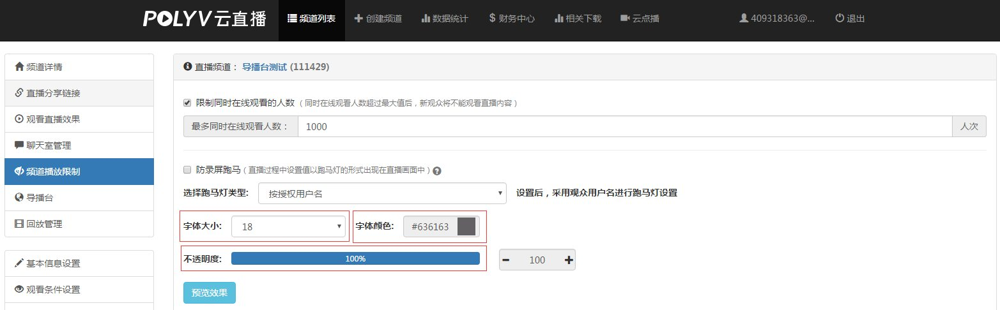 POLYV云直播 频道列表 创建频道 数据统计 财务中心 相关下载 云点播 409318363@... 退出
频道详情
直播分享链接
观看直播效果
聊天室管理
频道播放限制
导播台
回放管理
基本信息设置
观看条件设置
直播频道： 导播台测试 (111429)
限制同时在线观看的人数（同时在线观看人数超过最大值后，新观众将不能观看直播内容）
最多同时在线观看人数： 1000 人次
防录屏跑马（直播过程中设置值以跑马灯的形式出现在直播画面中）?
选择跑马灯类型: 按授权用户名 设置后，采用观众用户名进行跑马灯设置
字体大小: 18 字体颜色: #636163
不透明度: 100% 100
预览效果